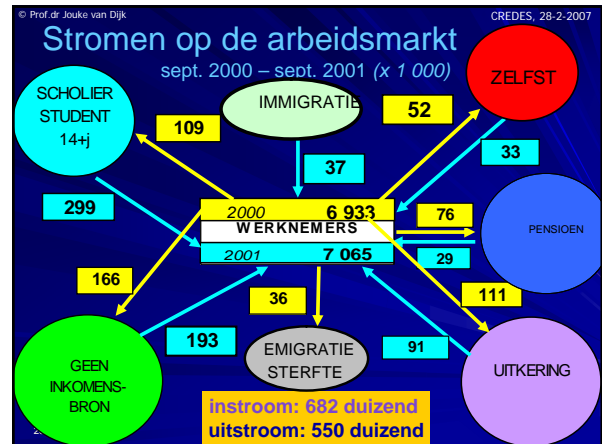 © Prof.dr Jouke van Dijk
CREDES, 28-2-2007
Stromen op de arbeidsmarkt
sept. 2000 – sept. 2001 (x 1 000)
SCHOLIER
STUDENT
14+j
109
IMMIGRATIE
52
ZELFST
37
33
299
2000 6 933
WERKNEMERS
2001 7 065
76
29
PENSIOEN
166
36
111
193
91
GEEN
INKOMENS-
BRON
EMIGRATIE
STERFTE
UITKERING
instroom: 682 duizend
uitstroom: 550 duizend